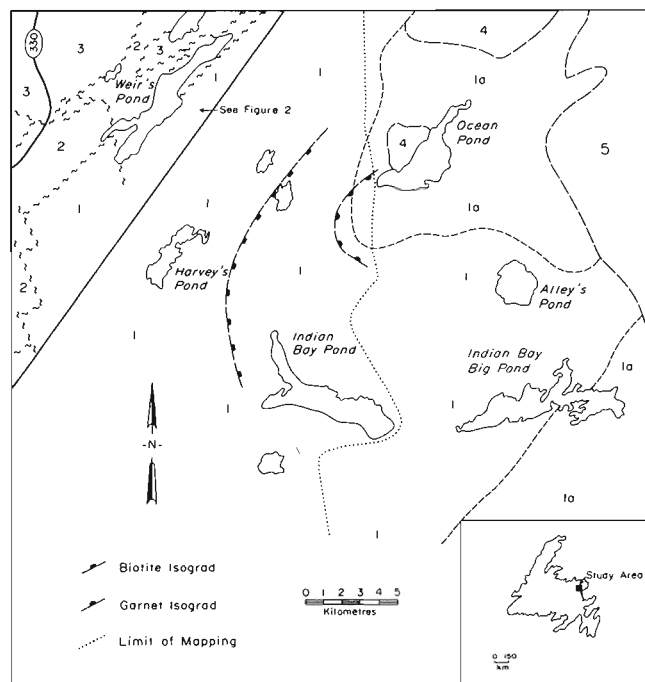 330
3
2
3
3
1
Weir's
Pond
See Figure 2
2
1
1
4
1a
Ocean
Pond
4
5
1
1a
Harvey's
Pond
1
1
Alley's
Pond
2
1
Indian
Bay Pond
Indian Bay
Big Pond
1a
1
1
-N-
1a
1
Biotite Isograd
Garnet Isograd
Limit of Mapping
0 1 2 3 4 5
Kilometres
Study Area
0 150
km